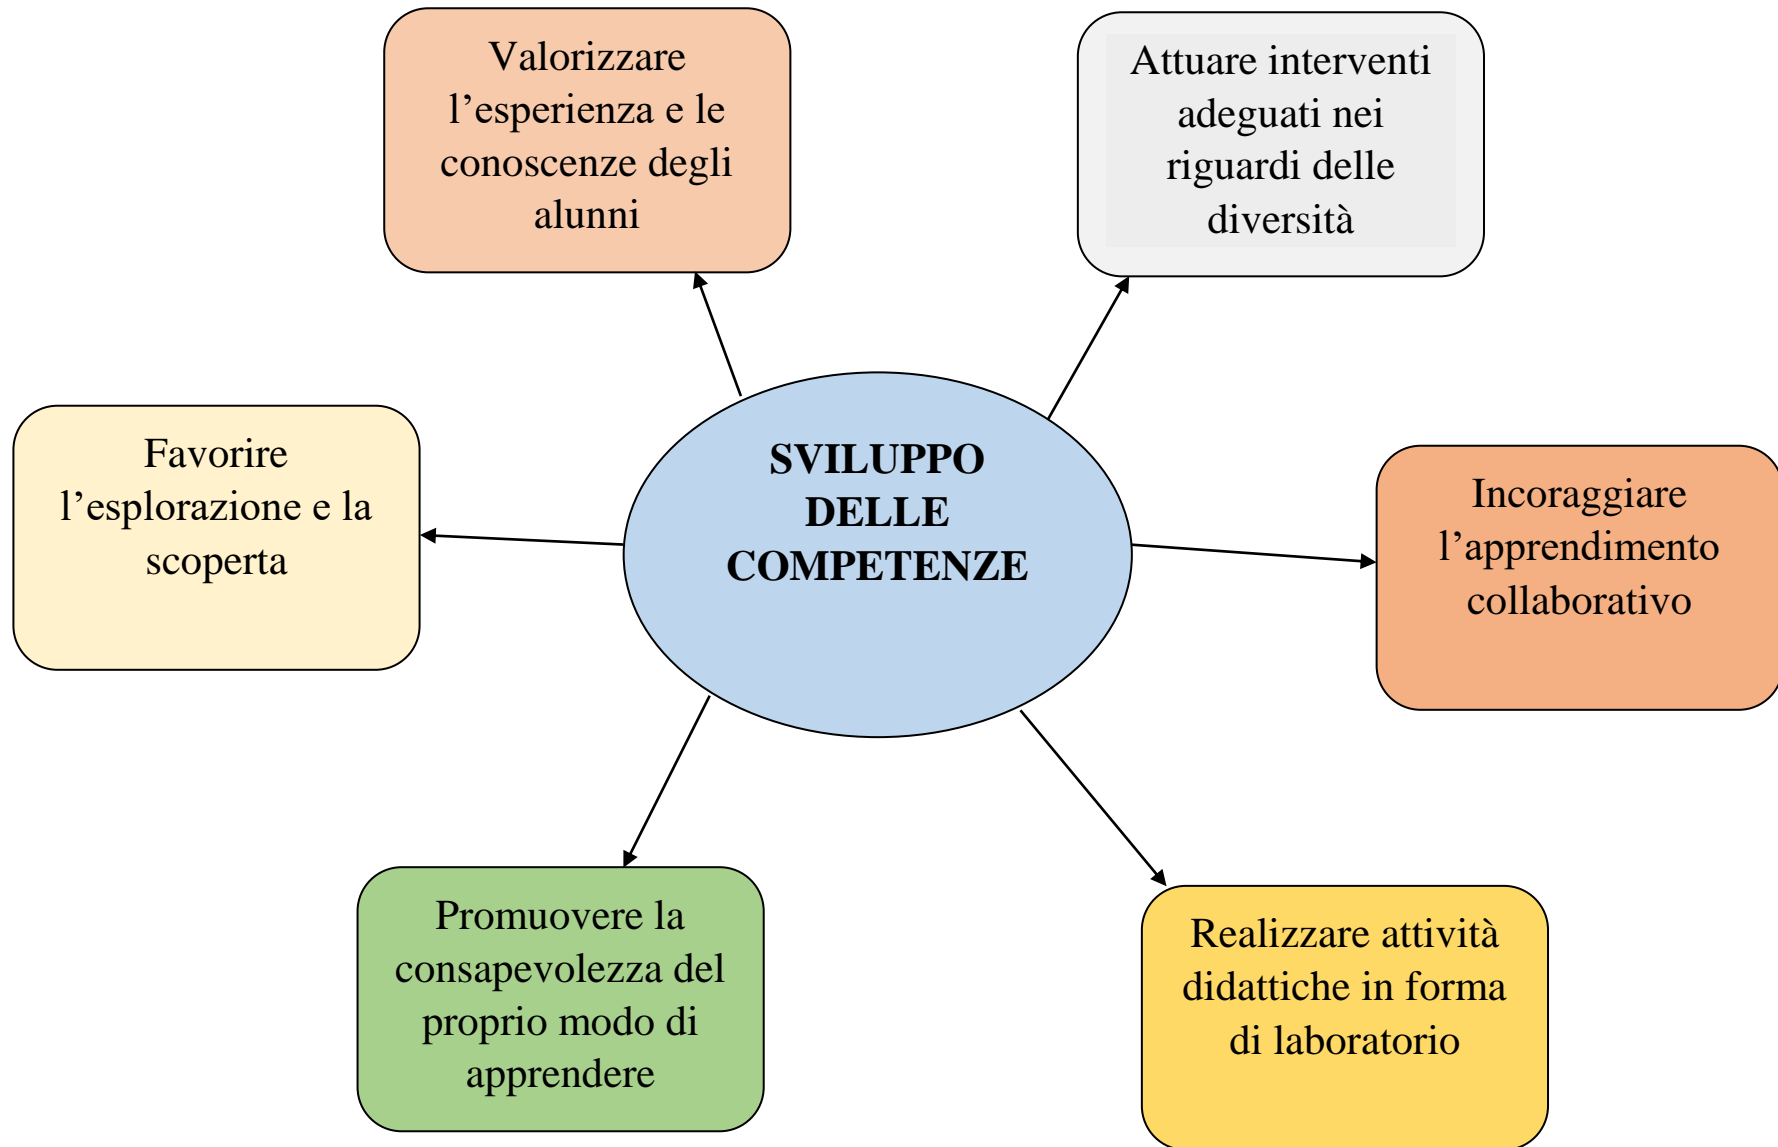 Valorizzare
l’esperienza e le
conoscenze degli
alunni
Attuare interventi
adeguati nei
riguardi delle
diversità
Favorire
l’esplorazione e la
scoperta
SVILUPPO
DELLE
COMPETENZE
Incoraggiare
l’apprendimento
collaborativo
Promuovere la
consapevolezza del
proprio modo di
apprendere
Realizzare attività
didattiche in forma
di laboratorio